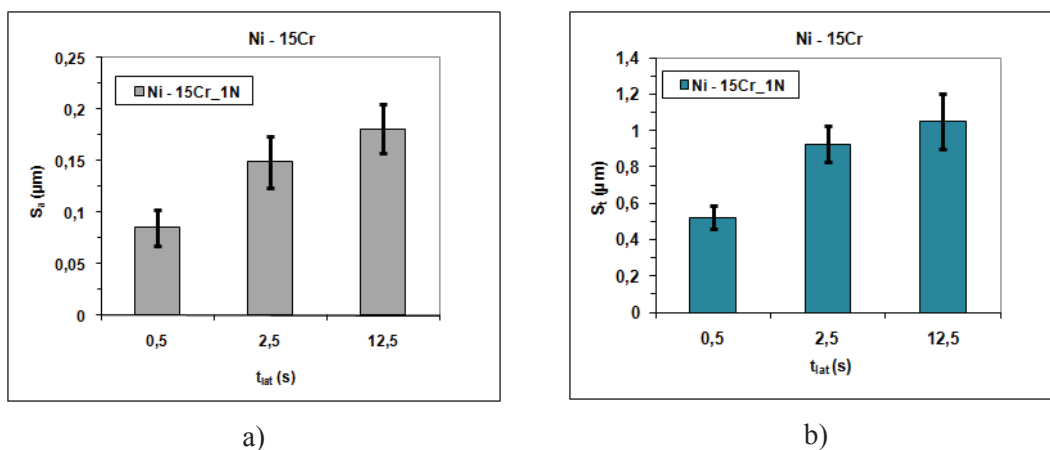 Ni - 15Cr
0,25
0,2
0,15
0,1
0,05
0
Sa (µm)
Ni - 15Cr_1N
0,5 2,5 12,5
tlat (s)
a)
Ni - 15Cr
1,4
1,2
1
0,8
0,6
0,4
0,2
0
St (µm)
Ni - 15Cr_1N
0,5 2,5 12,5
tlat (s)
b)